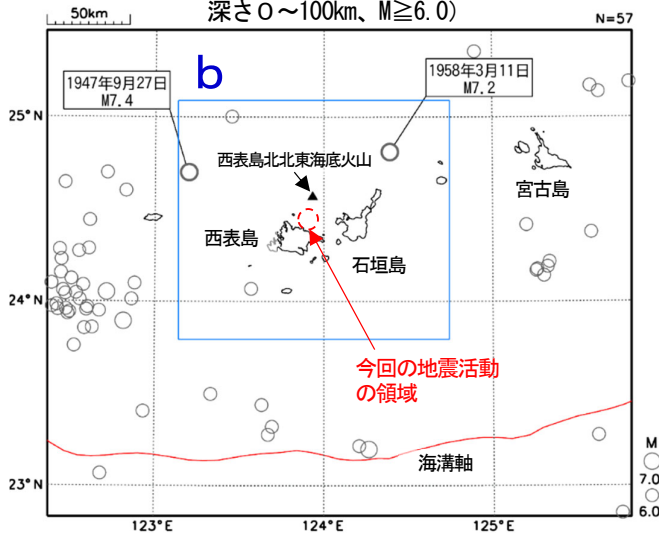 深さ0～100km、M≧6.0)
50km
N=57
b
1947年9月27日
M7.4
1958年3月11日
M7.2
25°N
西表島北北東海底火山
宮古島
西表島
石垣島
24°N
今回の地震活動
の領域
海溝軸
M
7.0
6.0
23°N
123°E
124°E
125°E